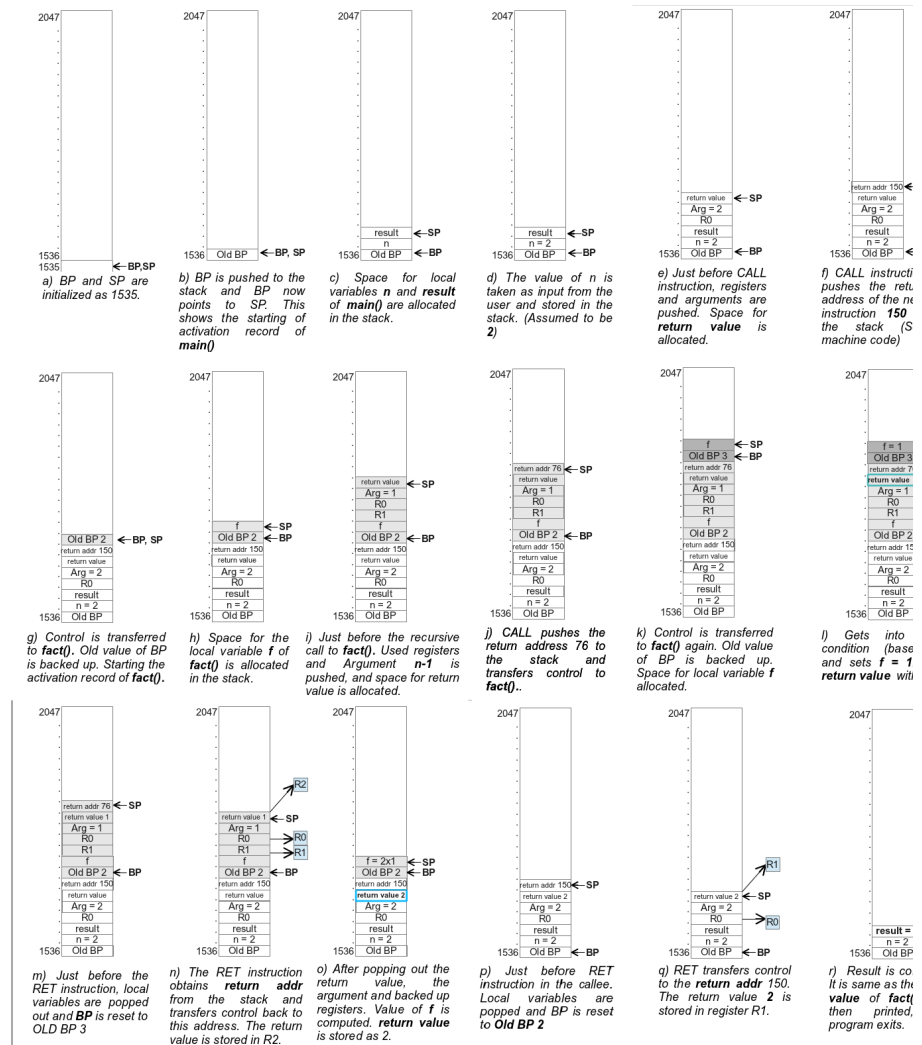 2047
1536
1535
BP,SP
a) BP and SP are
initialized as 1535.
2047
1536
Old BP
BP, SP
b) BP is pushed to the
stack and BP now
points to SP. This
shows the starting of
activation record of
main()
2047
result
SP
n
1536
Old BP
BP
c) Space for local
variables n and result
of main() are allocated
in the stack.
2047
result
SP
n = 2
1536
Old BP
BP
d) The value of n is
taken as input from the
user and stored in the
stack. (Assumed to be
2)
2047
return value
SP
Arg = 2
R0
result
n = 2
1536
Old BP
BP
e) Just before CALL
instruction, registers
and arguments are
pushed. Space for
return value is
allocated.
2047
return addr 150
return value
Arg = 2
R0
result
n = 2
1536
Old BP
f) CALL
pushes the
address of the
instruction 150
the stack
machine code)
2047
Old BP 2
BP, SP
return addr 150
return value
Arg = 2
R0
result
n = 2
1536
Old BP
g) Control is transferred
to fact(). Old value of BP
is backed up. Starting the
activation record of fact().
2047
f
SP
Old BP 2
BP
return addr 150
return value
Arg = 2
R0
result
n = 2
1536
Old BP
h) Space for the
local variable f of
fact() is allocated
in the stack.
2047
return value
SP
Arg = 1
R0
R1
f
Old BP 2
BP
return addr 150
return value
Arg = 2
R0
result
n = 2
1536
Old BP
i) Just before the recursive
call to fact(). Used registers
and Argument n-1 is
pushed, and space for return
value is allocated.
2047
return addr 76
SP
return value
Arg = 1
R0
R1
f
Old BP 2
BP
return addr 150
return value
Arg = 2
R0
result
n = 2
1536
Old BP
j) CALL pushes the
return address 76 to
the stack and
transfers control to
fact()..
2047
f
SP
Old BP 3
BP
return addr 76
return value
Arg = 1
R0
R1
f
Old BP 2
return addr 150
return value
Arg = 2
R0
result
n = 2
1536
Old BP
k) Control is transferred
to fact() again. Old value
of BP is backed up.
Space for local variable f
allocated.
2047
f = 1
Old BP 3
return addr
return value
Arg = 1
R0
R1
f
Old BP 2
return addr
return value
Arg = 2
R0
result
n = 2
1536
Old BP
l) Gets into
condition
and sets f = 1
return value
2047
return addr 76
SP
return value 1
Arg = 1
R0
R1
f
Old BP 2
BP
return addr 150
return value
Arg = 2
R0
result
n = 2
1536
Old BP
m) Just before the
RET instruction, local
variables are popped
out and BP is reset to
OLD BP 3
2047
R2
return value 1
SP
Arg = 1
R0
R0
R1
R1
f
Old BP 2
BP
return addr 150
return value
Arg = 2
R0
result
n = 2
1536
Old BP
n) The RET instruction
obtains return addr
from the stack and
transfers control back to
this address. The return
value is stored in R2.
2047
f = 2x1
SP
Old BP 2
BP
return addr 150
return value 2
Arg = 2
R0
result
n = 2
1536
Old BP
o) After popping out the
return value, the
argument and backed up
registers. Value of f is
computed. return value
is stored as 2.
2047
return addr 150
SP
return value 2
Arg = 2
R0
result
n = 2
1536
Old BP
BP
p) Just before RET
instruction in the callee.
Local variables are
popped and BP is reset
to Old BP 2
2047
R1
return value 2
SP
Arg = 2
R0
R0
result
n = 2
1536
Old BP
BP
q) RET transfers control
to the return addr 150.
The return value 2 is
stored in register R1.
2047
result =
n = 2
1536
Old BP
r) Result is
It is same as
value of
then printed,
program exits.